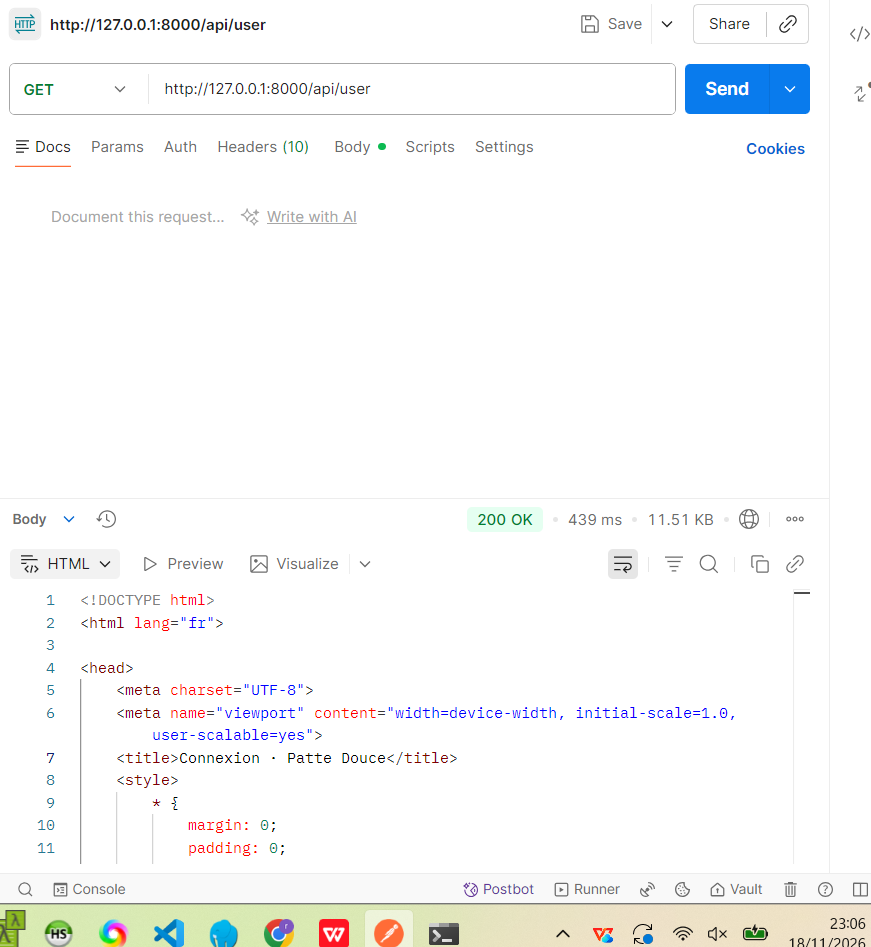 HTTP http://127.0.0.1:8000/api/user Save Share
GET http://127.0.0.1:8000/api/user Send
Docs Params Auth Headers (10) Body Scripts Settings Cookies
Document this request... Write with AI
Body 200 OK 439 ms 11.51 KB
HTML Preview Visualize
1 <!DOCTYPE html>
2 <html lang="fr">
3
4 <head>
5 <meta charset="UTF-8">
6 <meta name="viewport" content="width=device-width, initial-scale=1.0,
user-scalable=yes">
7 <title>Connexion · Patte Douce</title>
8 <style>
9 * {
10 margin: 0;
11 padding: 0;
Console Postbot Runner Vault
HS 23:06
18/11/2026